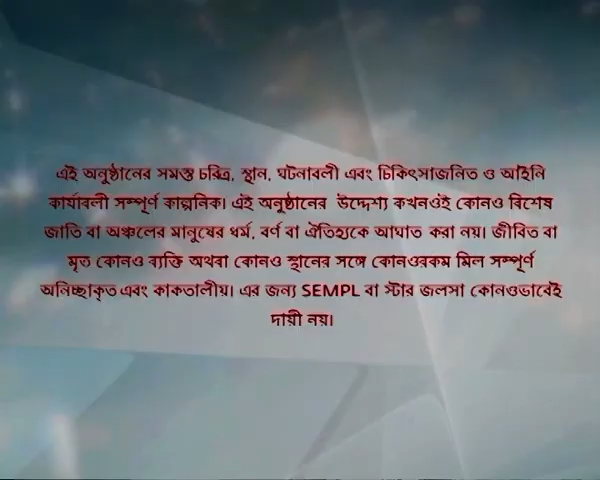 এই অনুষ্ঠানের সমস্ত চরিত্র, স্থান, ঘটনাবলী এবং চিকিৎসাজনিত ও আইনি
কার্যাবলী সম্পূর্ণ কাল্পনিক। এই অনুষ্ঠানের উদ্দেশ্য কখনওই কোনও বিশেষ
জাতি বা অঞ্চলের মানুষের ধর্ম, বর্ণ বা ঐতিহ্যকে আঘাত করা নয়। জীবিত বা
মৃত কোনও ব্যক্তি অথবা কোনও স্থানের সঙ্গে কোনওরকম মিল সম্পূর্ণ
অনিচ্ছাকৃত এবং কাকতালীয়। এর জন্য SEMPL বা স্টার জলসা কোনওভাবেই
দায়ী নয়।